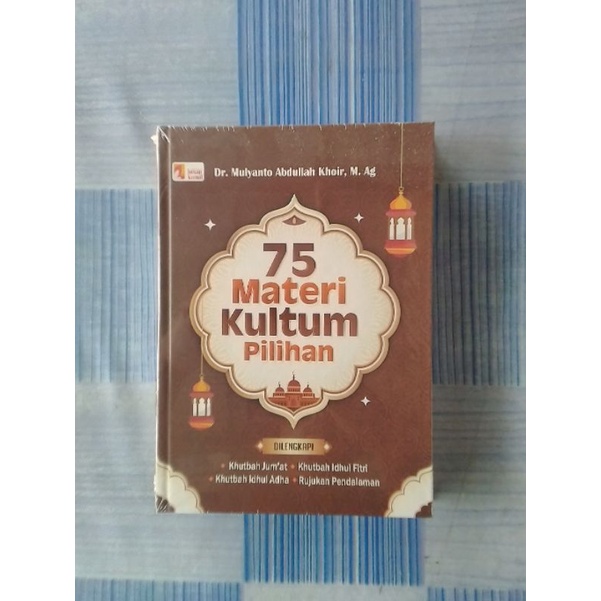 Dr. Mulyanto Abdullah Khoir, M. Ag
75
Materi
Kultum
Pilihan
DILENGKAPI
• Khutbah Jum'at • Khutbah Idhul Fitri
• Khutbah Idhul Adha • Rujukan Pendalaman